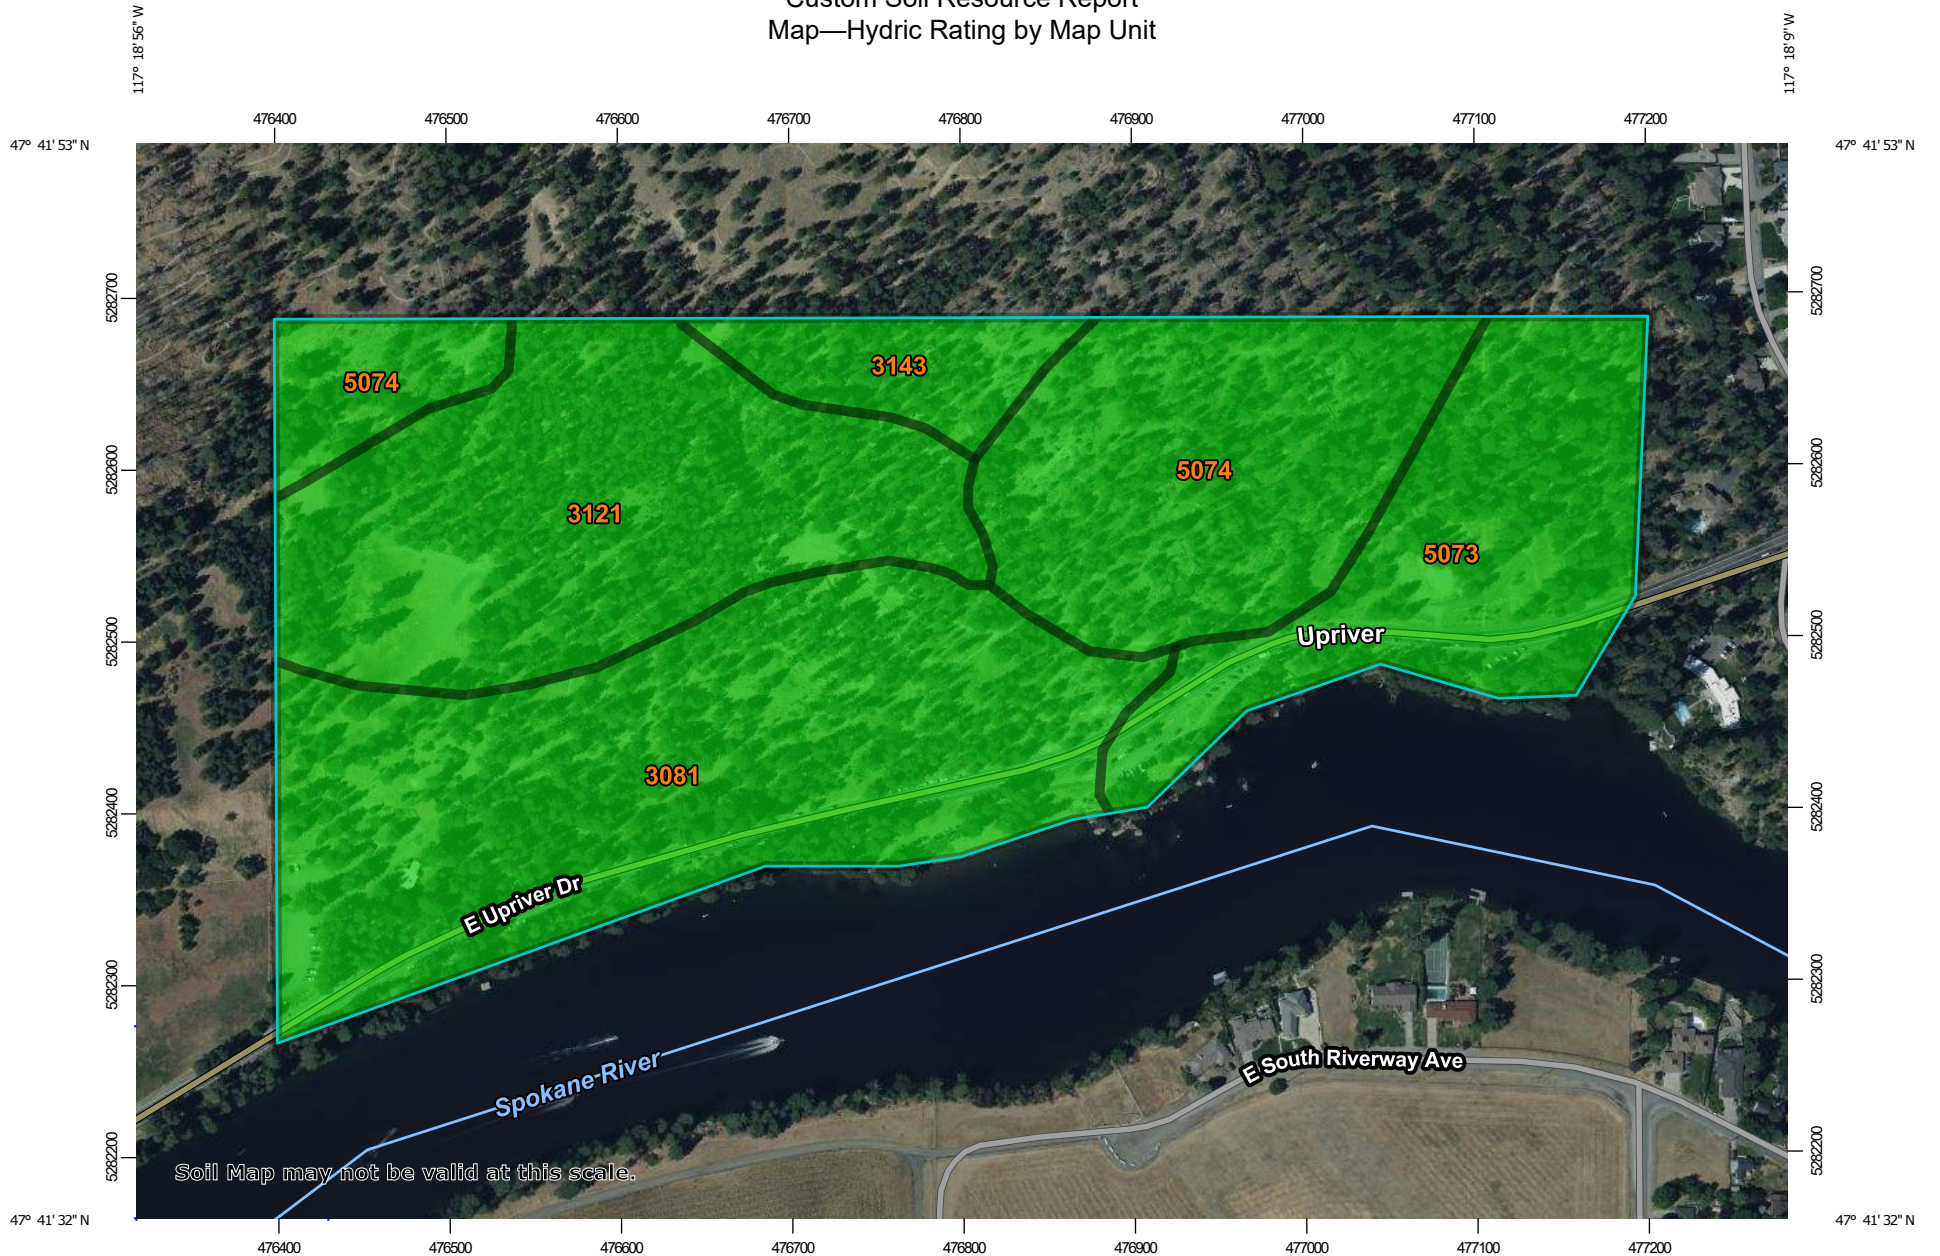 Custom Soil Resource Report
Map—Hydric Rating by Map Unit
117° 18' 56'' W
117° 18' 9'' W
476400 476500 476600 476700 476800 476900 477000 477100 477200
47° 41' 53'' N
47° 41' 53'' N
5282700
5282700
3143
5074
5074
5282600
5282600
3121
5073
5282500
5282500
Upriver
3081
5282400
5282400
E Upriver Dr
5282300
5282300
E South Riverway Ave
Spokane River
5282200
5282200
Soil Map may not be valid at this scale.
47° 41' 32'' N
47° 41' 32'' N
476400 476500 476600 476700 476800 476900 477000 477100 477200